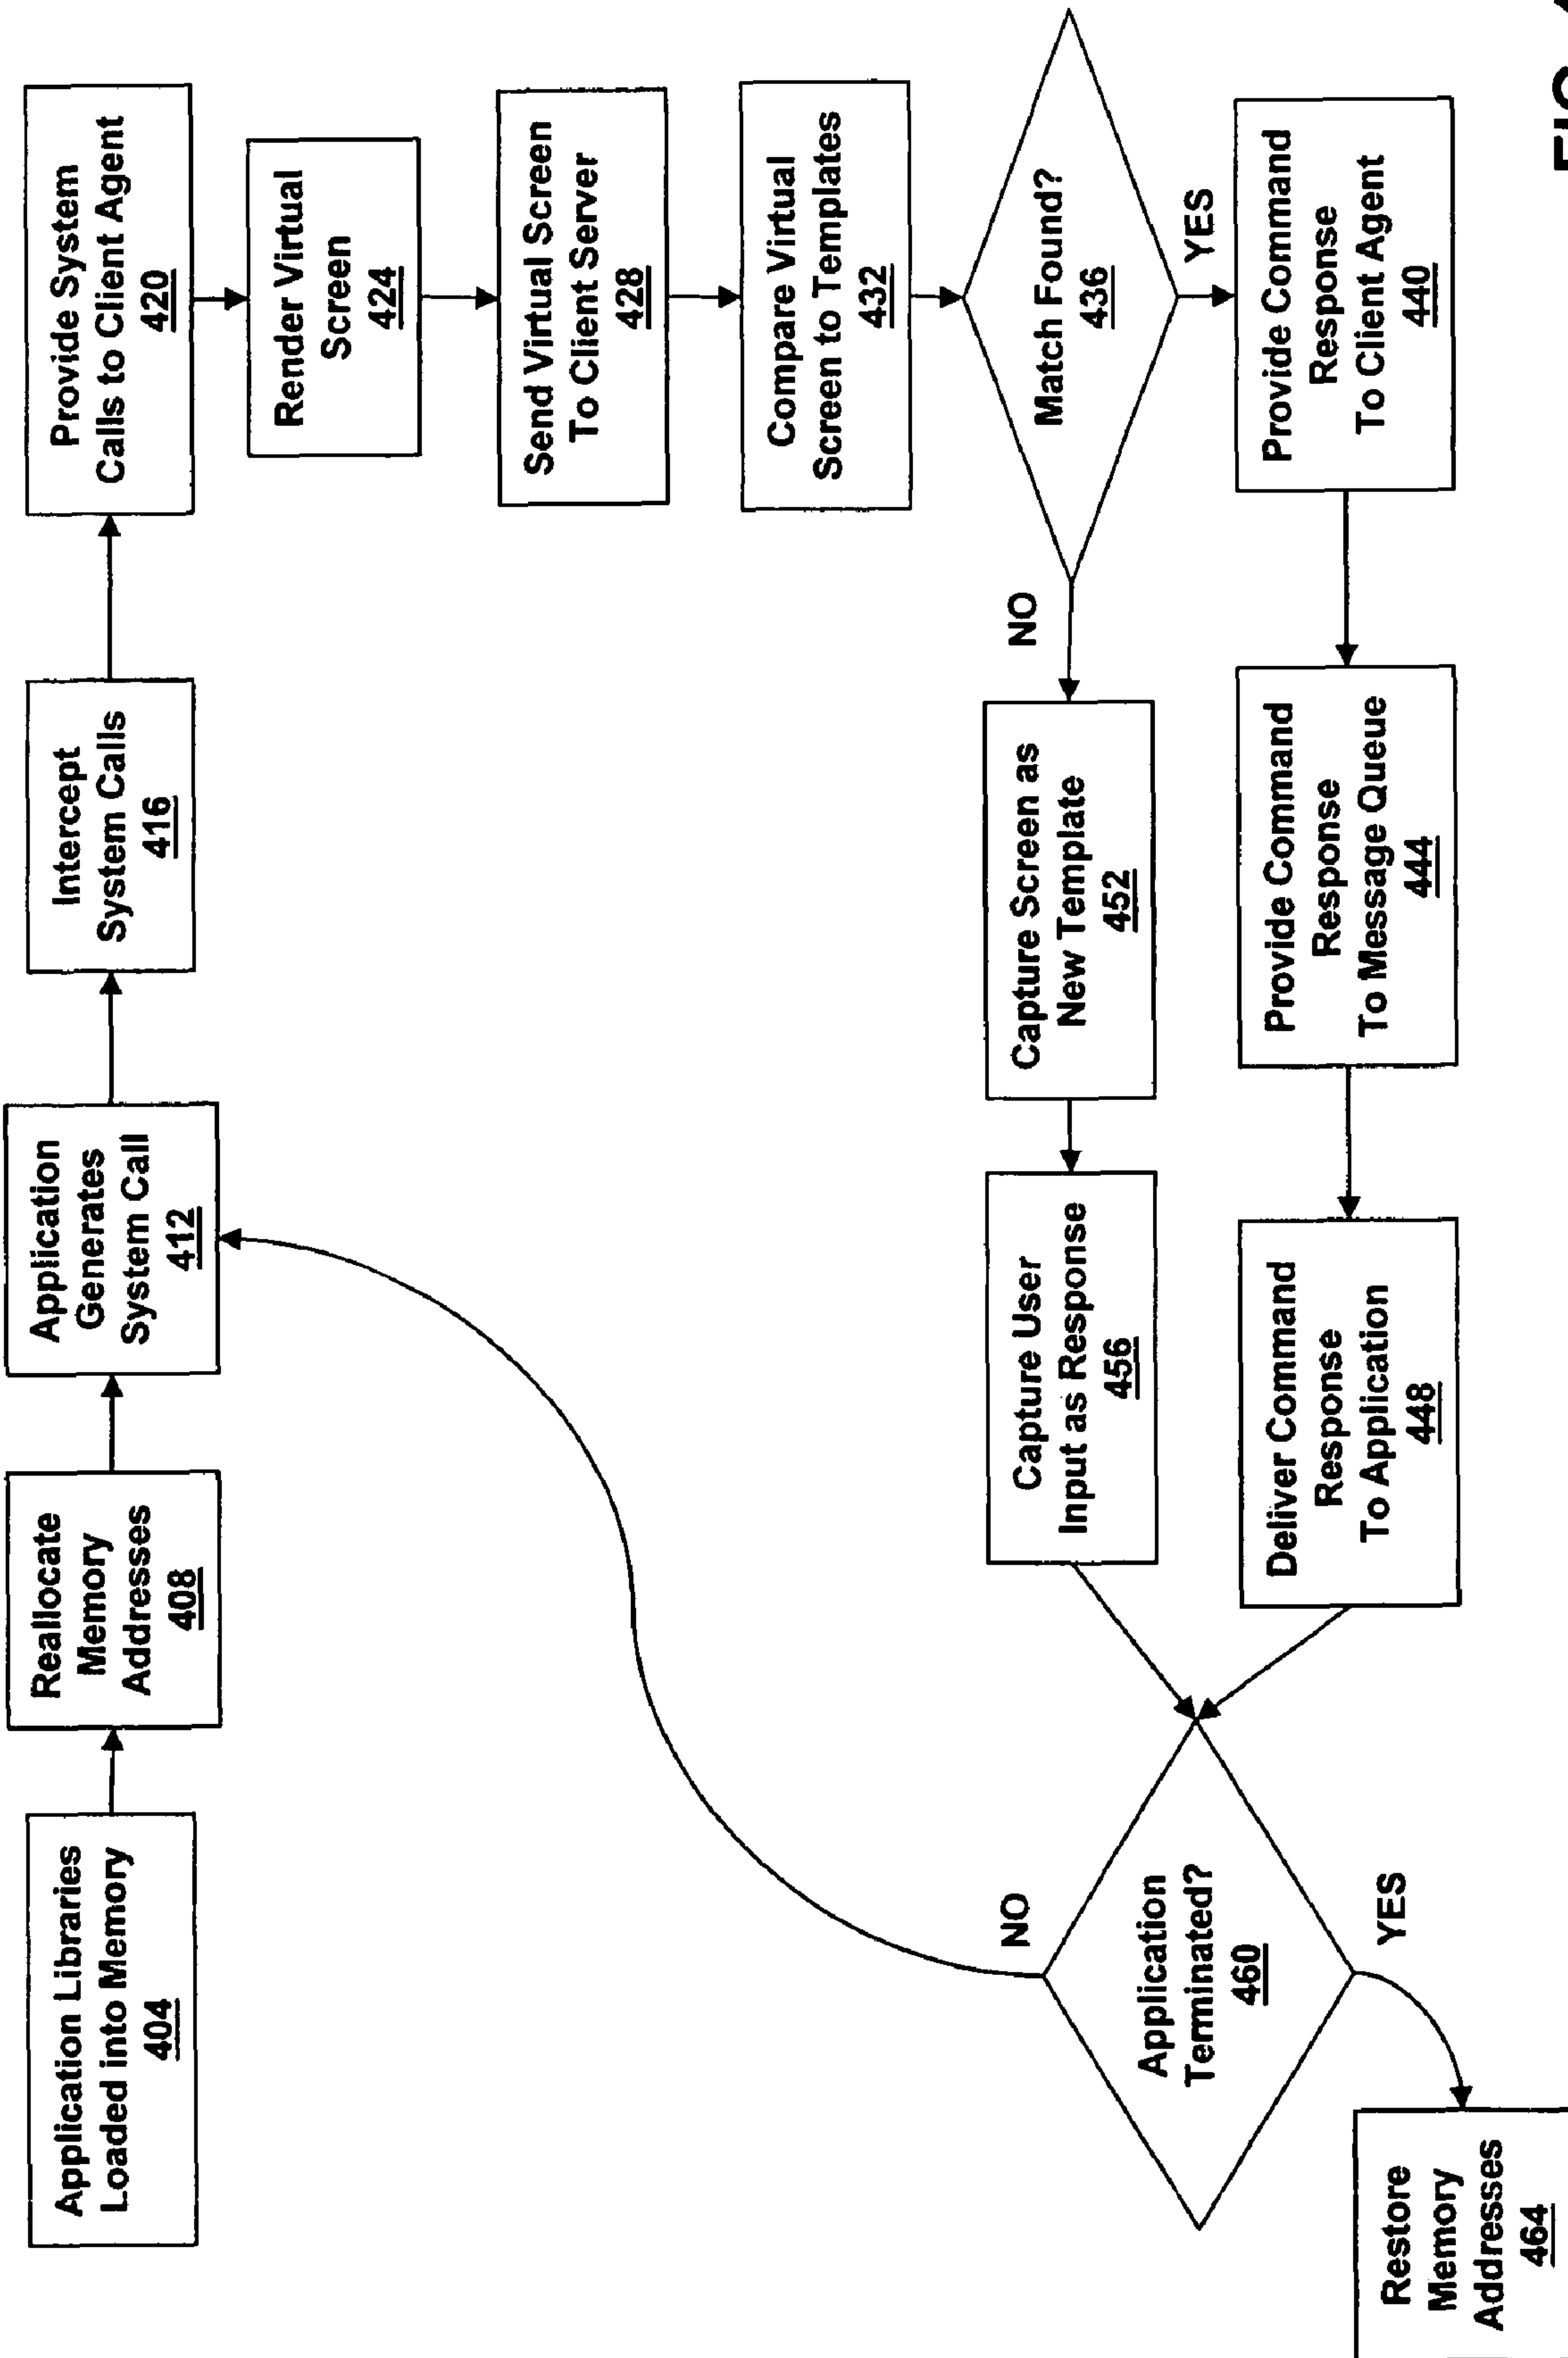 Application Libraries
Loaded into Memory
404
Reallocate
Memory
Addresses
408
Application
Generates
System Call
412
Intercept
System Calls
416
Provide System
Calls to Client Agent
420
Render Virtual
Screen
424
Send Virtual Screen
To Client Server
428
Compare Virtual
Screen to Templates
432
Match Found?
436
NO
YES
Capture Screen as
New Template
452
Capture User
Input as Response
456
Provide Command
Response
To Client Agent
440
Provide Command
Response
To Message Queue
444
Deliver Command
Response
To Application
448
Application
Terminated?
460
NO
YES
Restore
Memory
Addresses
464